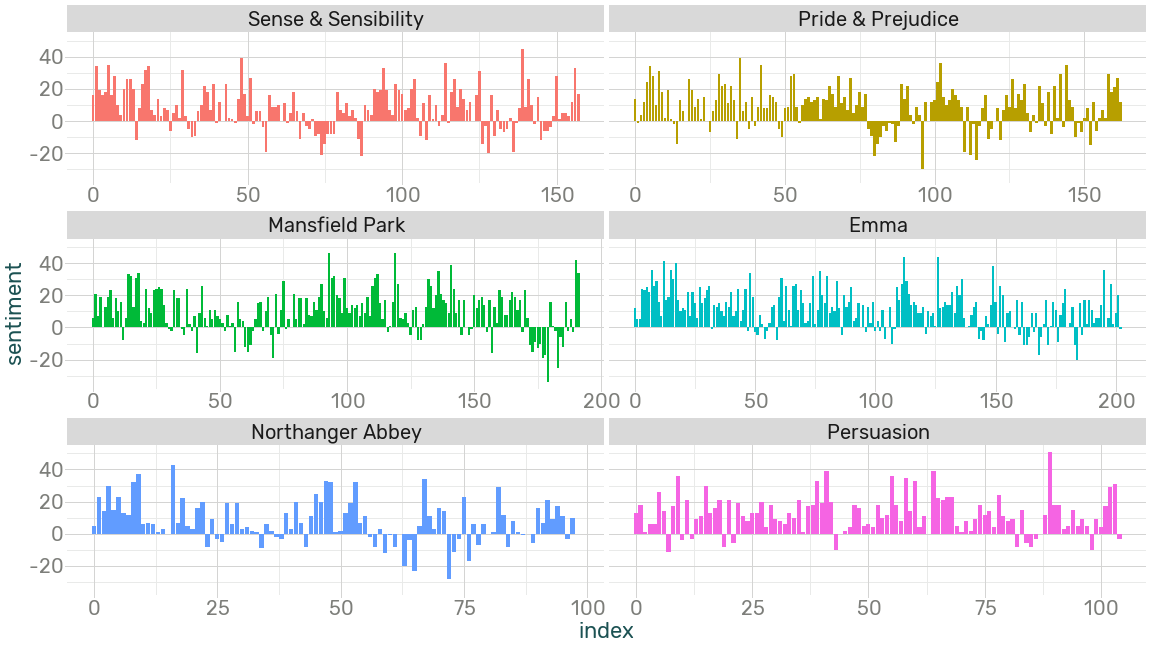 Sense & Sensibility
Pride & Prejudice
40
20
0
-20
0 50 100 150
0 50 100 150
Mansfield Park
Emma
sentiment
40
20
0
-20
0 50 100 150 200
0 50 100 150 200
Northanger Abbey
Persuasion
40
20
0
-20
0 25 50 75 100
0 25 50 75 100
index